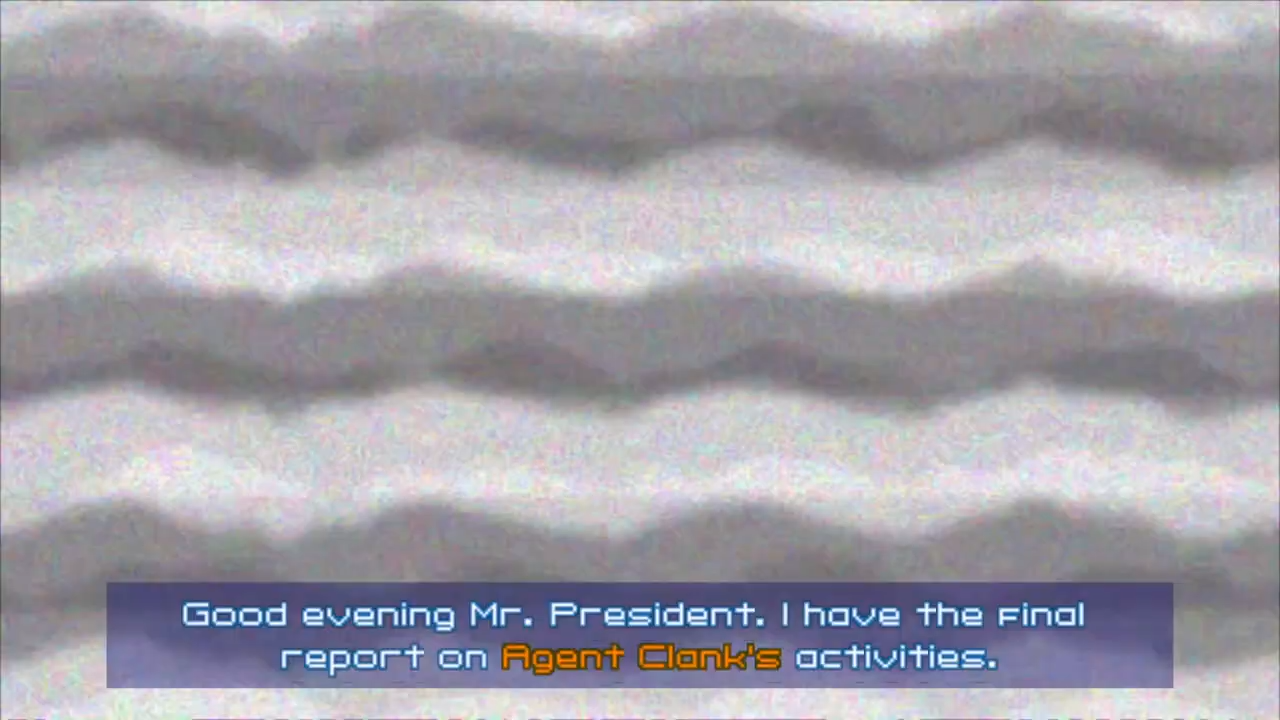 Good evening Mr. President. I have the final
report on Agent Clank's activities.